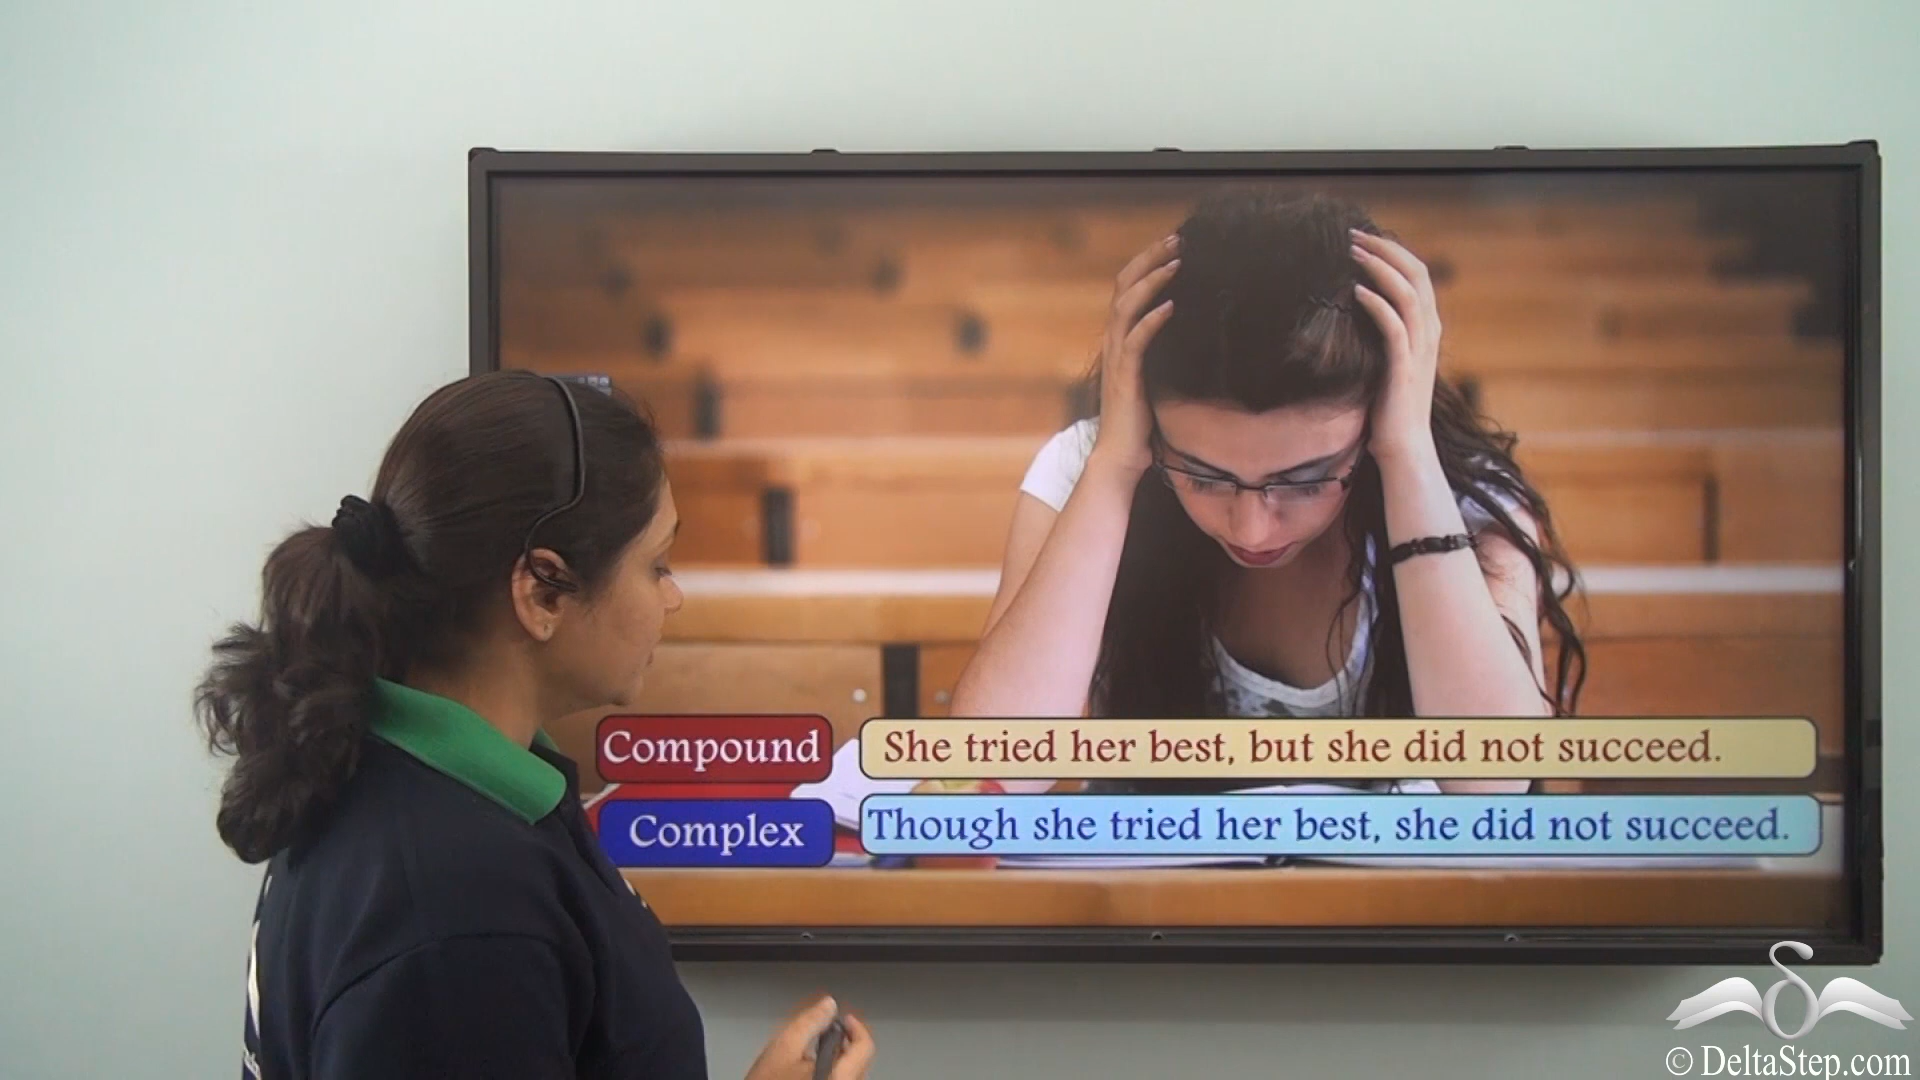 Compound She tried her best, but she did not succeed.
Complex Though she tried her best, she did not succeed.
© DeltaStep.com